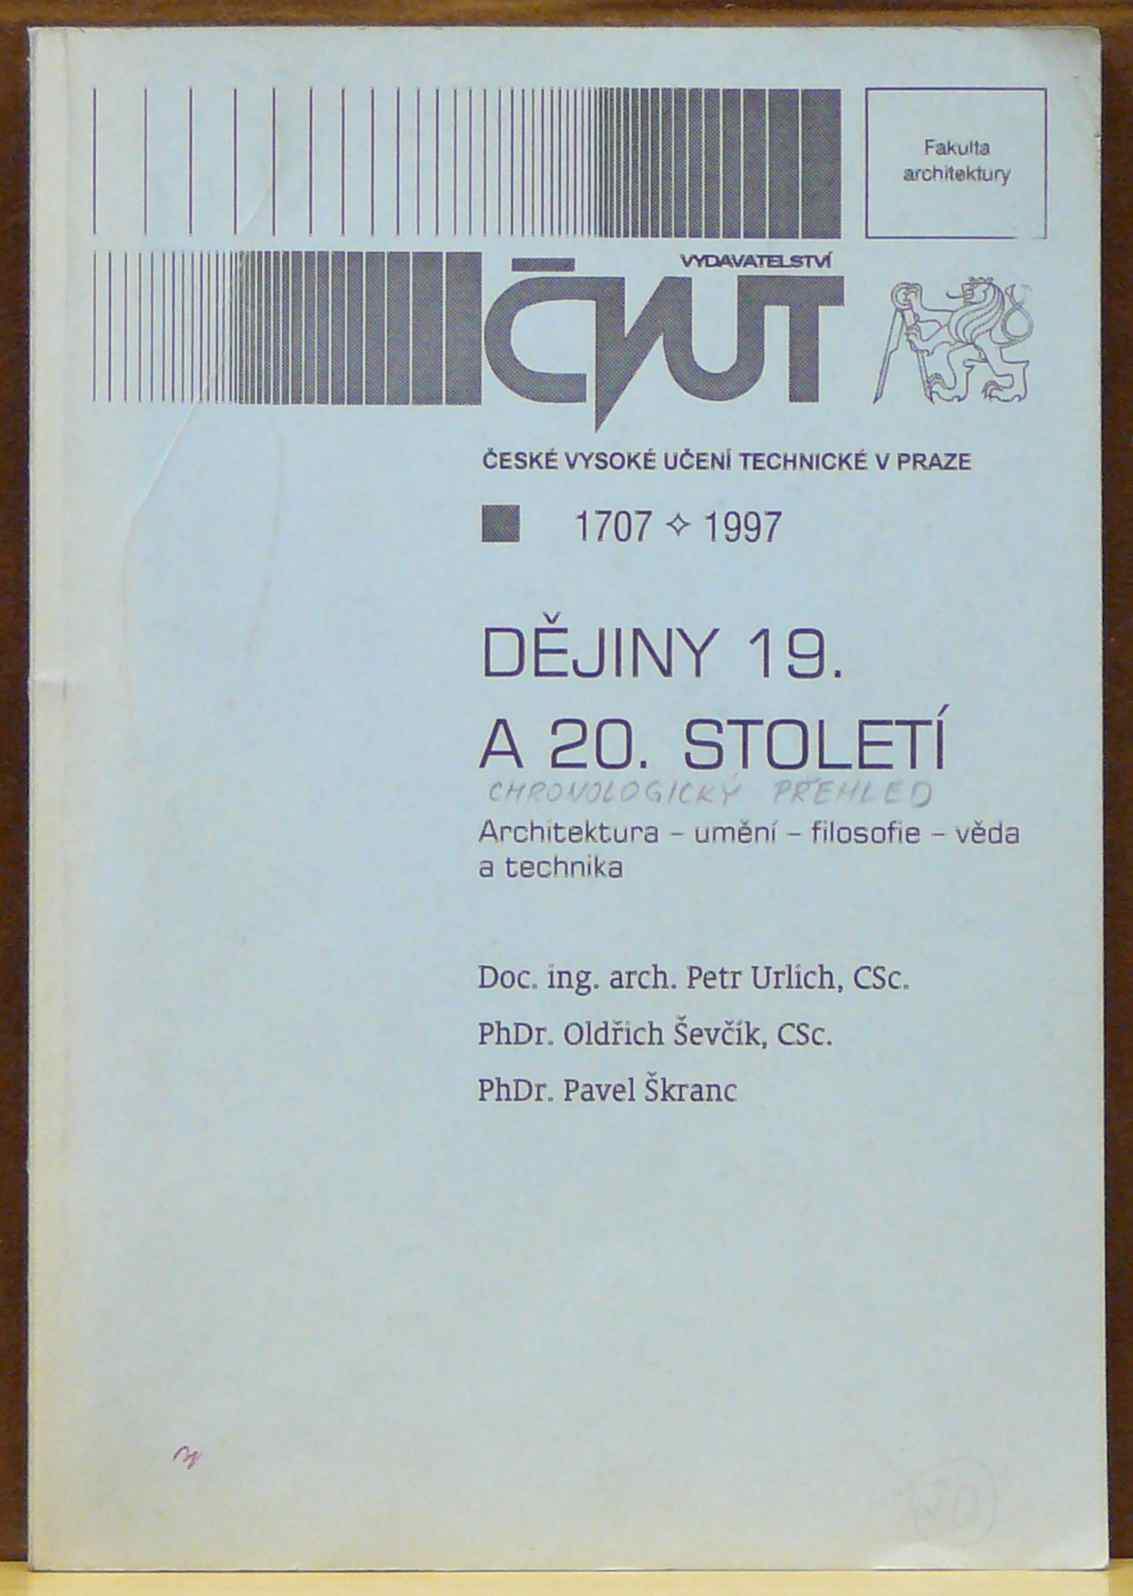 Fakulta
architektury
VYDAVATELSTVÍ
ČVUT
ČESKÉ VYSOKÉ UČENÍ TECHNICKÉ V PRAZE
1707 ✧ 1997
DĚJINY 19.
A 20. STOLETÍ
CHRONOLOGICKÝ PŘEHLED
Architektura – umění – filosofie – věda
a technika
Doc. ing. arch. Petr Urlich, CSc.
PhDr. Oldřich Ševčík, CSc.
PhDr. Pavel Škranc